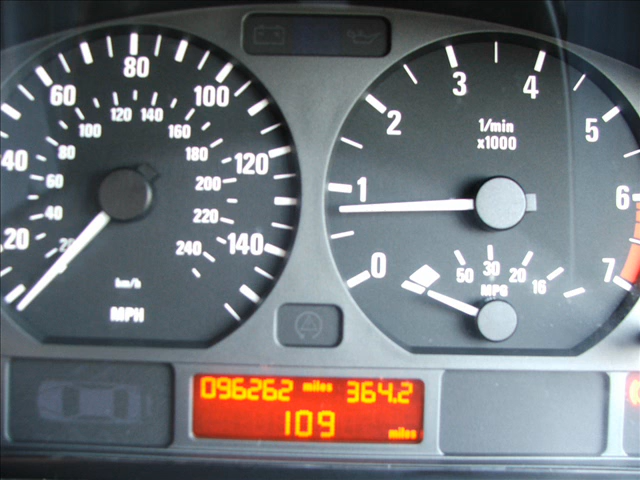 20 40 60 80 100 120 140
20 40 60 80 100 120 140 160 180 200 220 240
km/h
MPH
0 1 2 3 4 5 6 7
1/min
x1000
50 30 20 16
MPG
096262 miles 364.2
109 miles